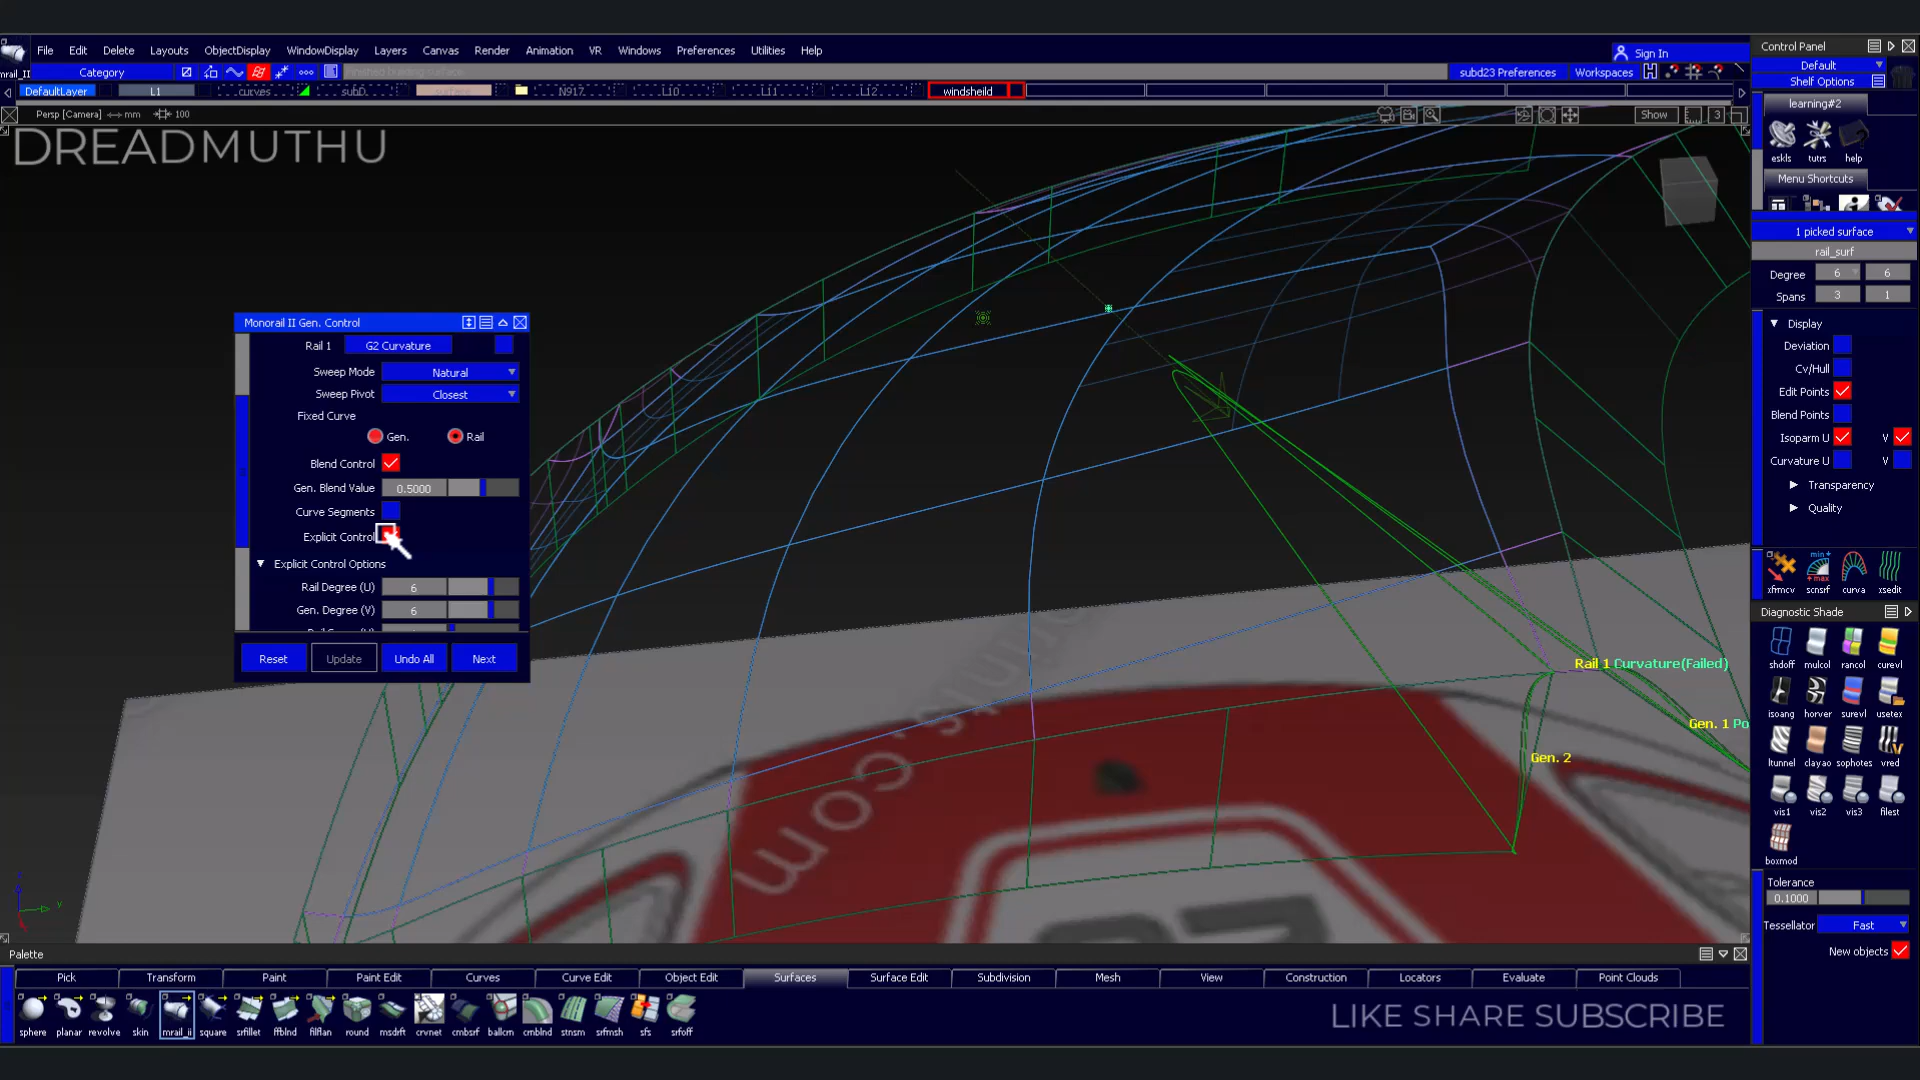 File Edit Delete Layouts ObjectDisplay WindowDisplay Layers Canvas Render Animation VR Windows Preferences Utilities Help
Sign In
mrail_II
Category
Finished building surface.
subd23 Preferences
Workspaces
DefaultLayer
L1
curves
subD
surface
N917
L10
L11
L12
windsheild
Persp [Camera] mm 100
Show
3
DREADMUTHU
Control Panel
Default
Shelf Options
learning#2
eskls tutrs help
Menu Shortcuts
1 picked surface
rail_surf
Degree 6 6
Spans 3 1
Display
Deviation
Cv/Hull
Edit Points
Blend Points
Isoparm U V
Curvature U V
Transparency
Quality
xfrmcv scnsrf curva xsedit
Diagnostic Shade
shdoff mulcol rancol curevl
isoang horver surevl usetex
ltunnel clayao sophotes vred
vis1 vis2 vis3 filest
boxmod
Tolerance
0.1000
Tessellator Fast
New objects
Monorail II Gen. Control
Rail 1 G2 Curvature
Sweep Mode Natural
Sweep Pivot Closest
Fixed Curve
Gen. Rail
Blend Control
Gen. Blend Value 0.5000
Curve Segments
Explicit Control
Explicit Control Options
Rail Degree (U) 6
Gen. Degree (V) 6
Reset Update Undo All Next
Rail 1 Curvature(Failed)
Gen. 1 Po
Gen. 2
rints.com
Palette
Pick Transform Paint Paint Edit Curves Curve Edit Object Edit Surfaces Surface Edit Subdivision Mesh View Construction Locators Evaluate Point Clouds
sphere planar revolve skin mrail_ii square srfillet ffblnd filflan round msdrft crvnet cmbsrf ballcrn cmblnd stnsm srfmsh sfs srfoff
LIKE SHARE SUBSCRIBE